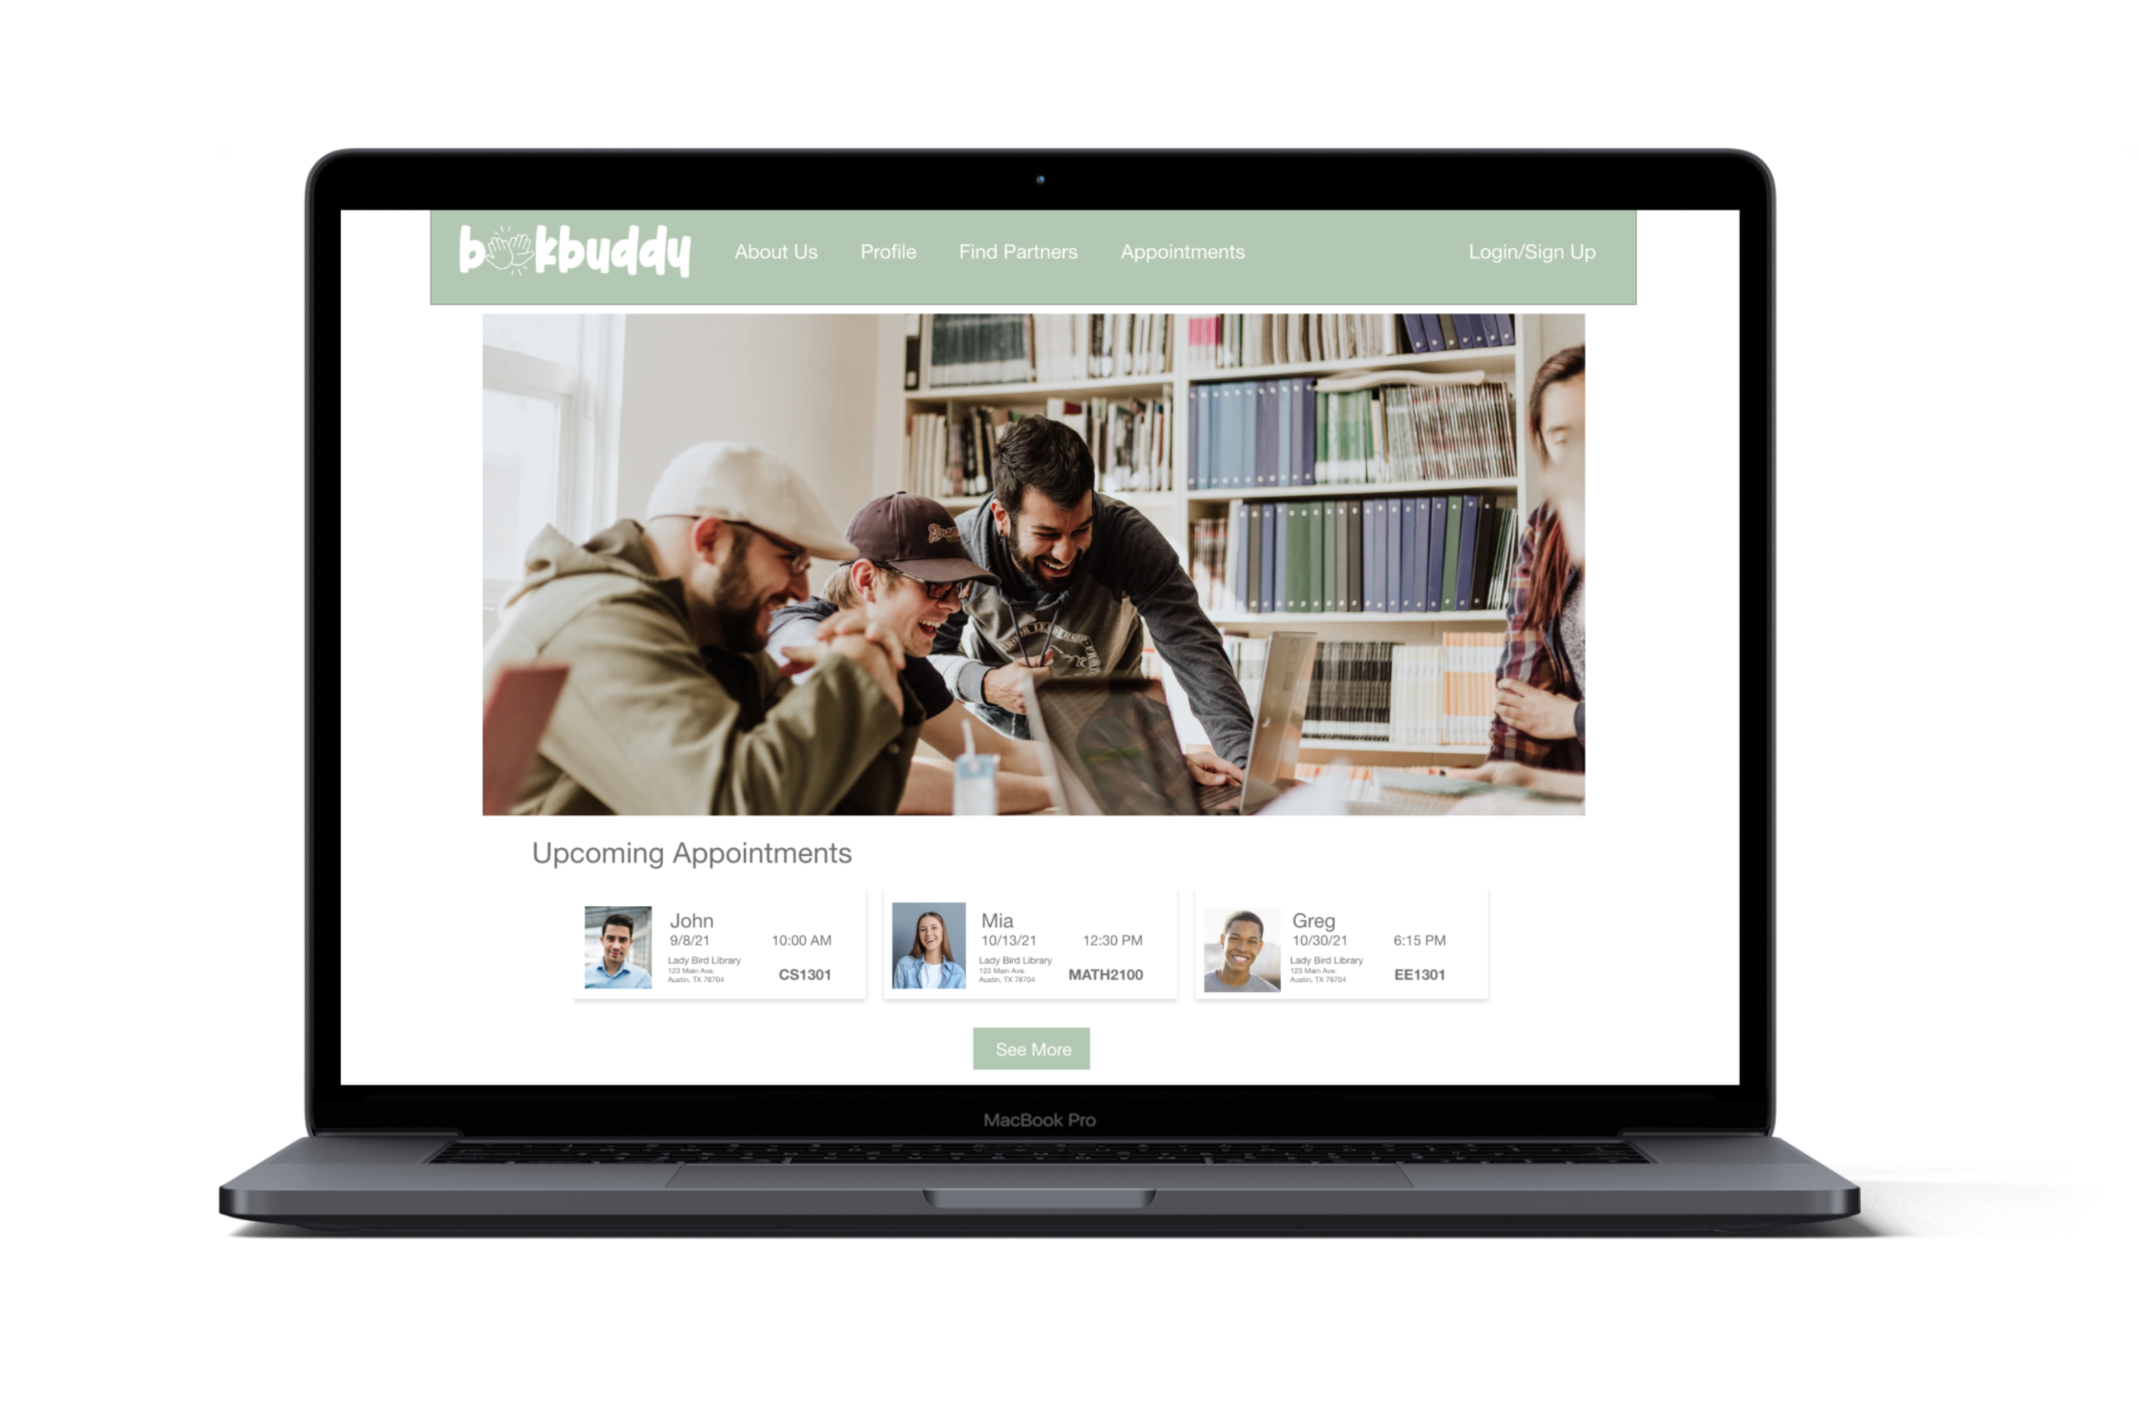 bookbuddy
About Us Profile Find Partners Appointments Login/Sign Up
Upcoming Appointments
John
9/8/21 10:00 AM
Lady Bird Library
123 Main Ave.
Austin, TX 78704
CS1301
Mia
10/13/21 12:30 PM
Lady Bird Library
123 Main Ave.
Austin, TX 78704
MATH2100
Greg
10/30/21 6:15 PM
Lady Bird Library
123 Main Ave.
Austin, TX 78704
EE1301
See More
MacBook Pro